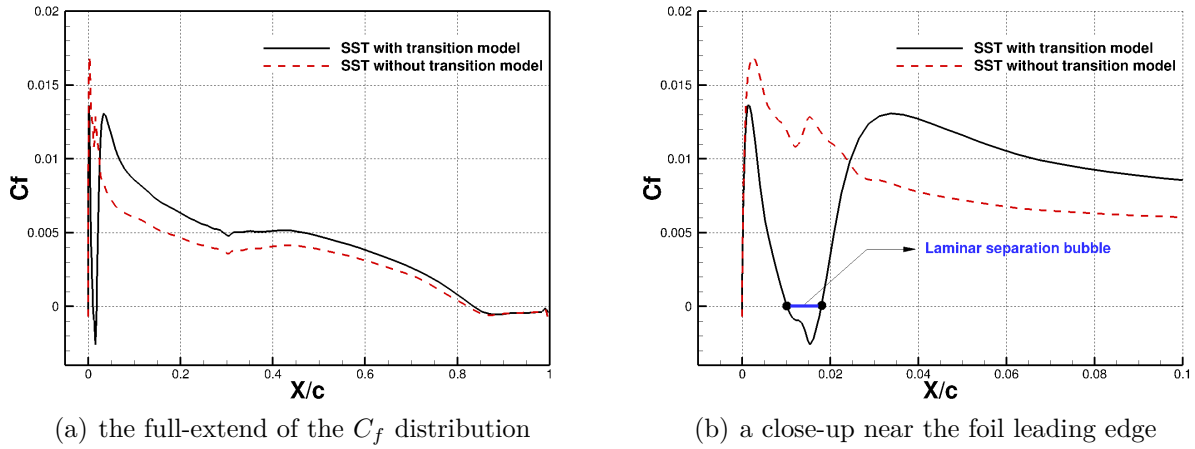 0.02
0.015
0.01
0.005
0
Cf
SST with transition model
SST without transition model
0
0.2
0.4
0.6
0.8
1
X/c
(a) the full-extend of the Cf distribution
0.02
0.015
0.01
0.005
0
Cf
SST with transition model
SST without transition model
Laminar separation bubble
0
0.02
0.04
0.06
0.08
0.1
X/c
(b) a close-up near the foil leading edge